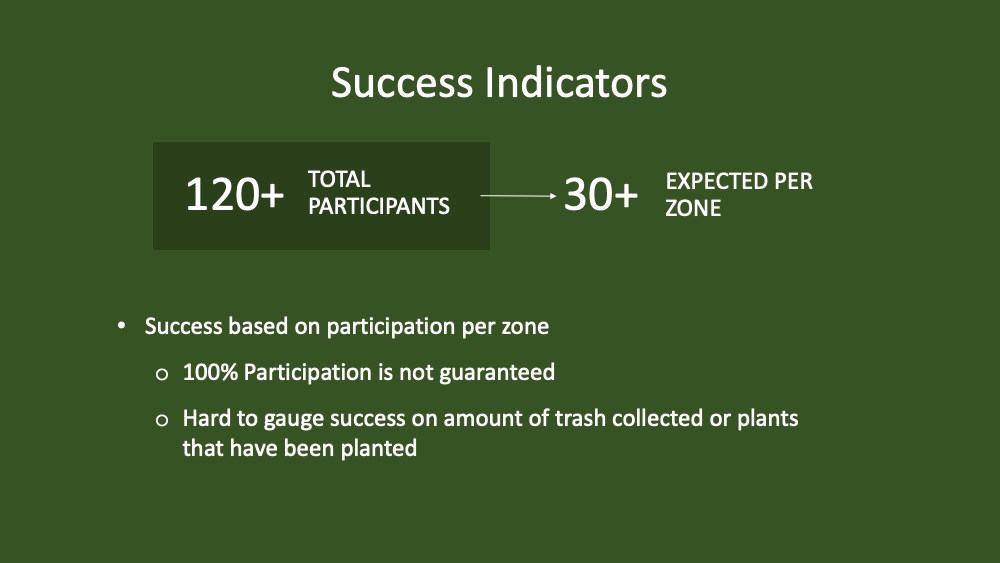 Success Indicators
120+ TOTAL
PARTICIPANTS
30+ EXPECTED PER
ZONE
• Success based on participation per zone
o 100% Participation is not guaranteed
o Hard to gauge success on amount of trash collected or plants
that have been planted